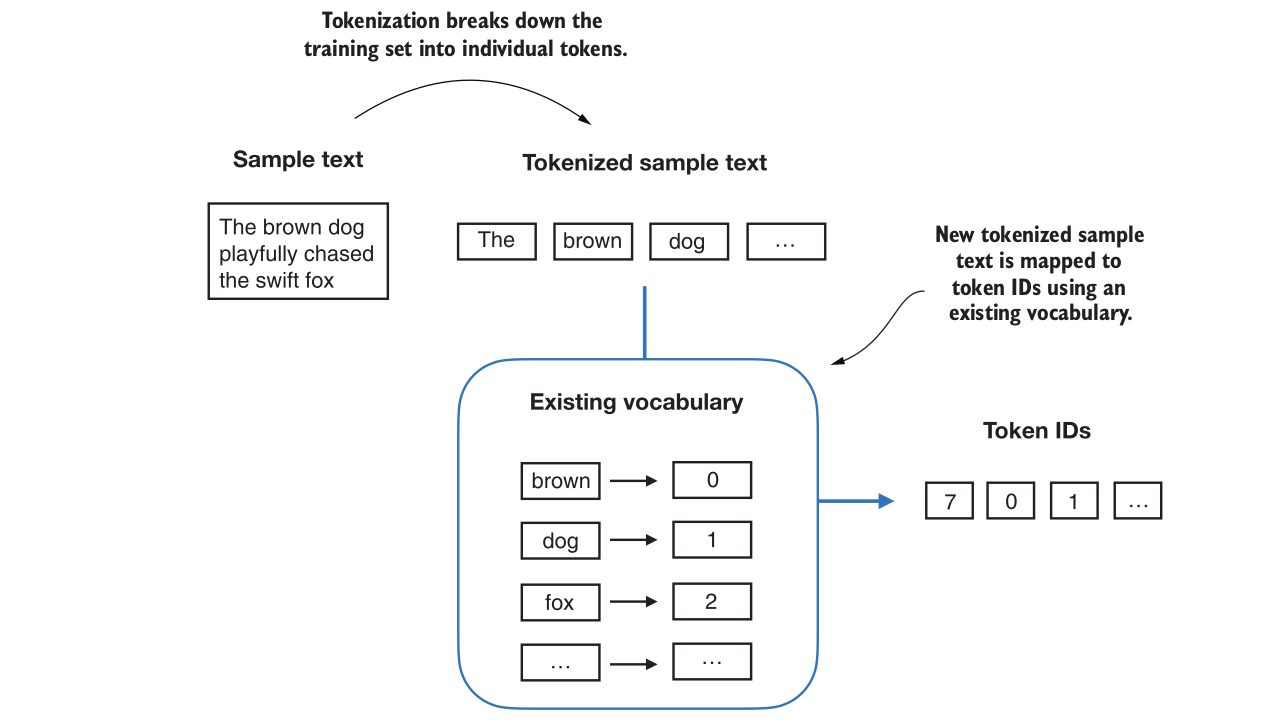 Tokenization breaks down the
training set into individual tokens.
Sample text
Tokenized sample text
The brown dog
playfully chased
the swift fox
The brown dog ...
New tokenized sample
text is mapped to
token IDs using an
existing vocabulary.
Existing vocabulary
brown 0
dog 1
fox 2
... ...
Token IDs
7 0 1 ...